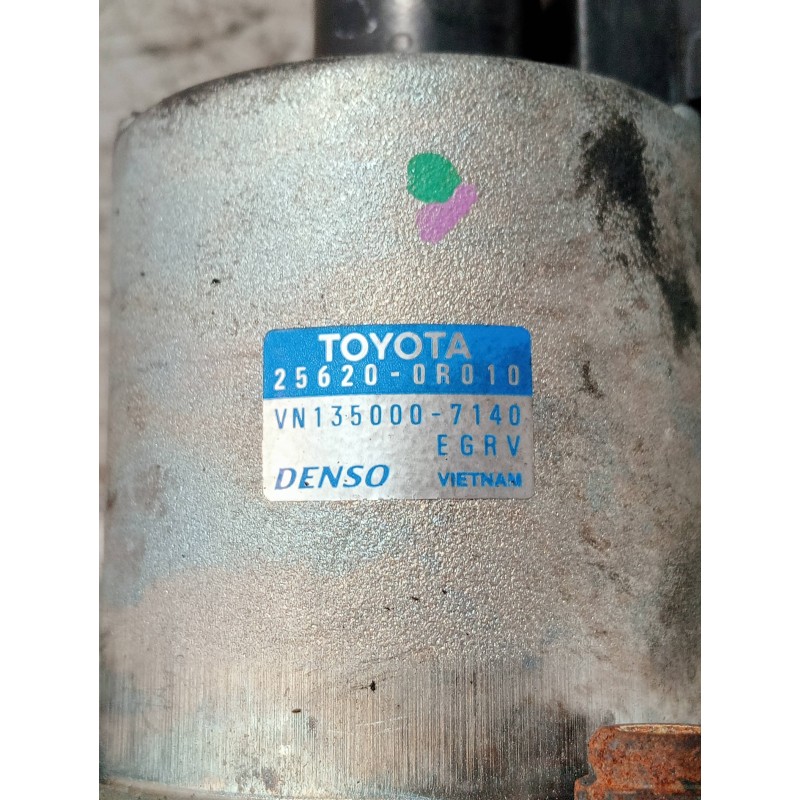 TOYOTA
25620-0R010
VN135000-7140
EGRV
DENSO VIETNAM